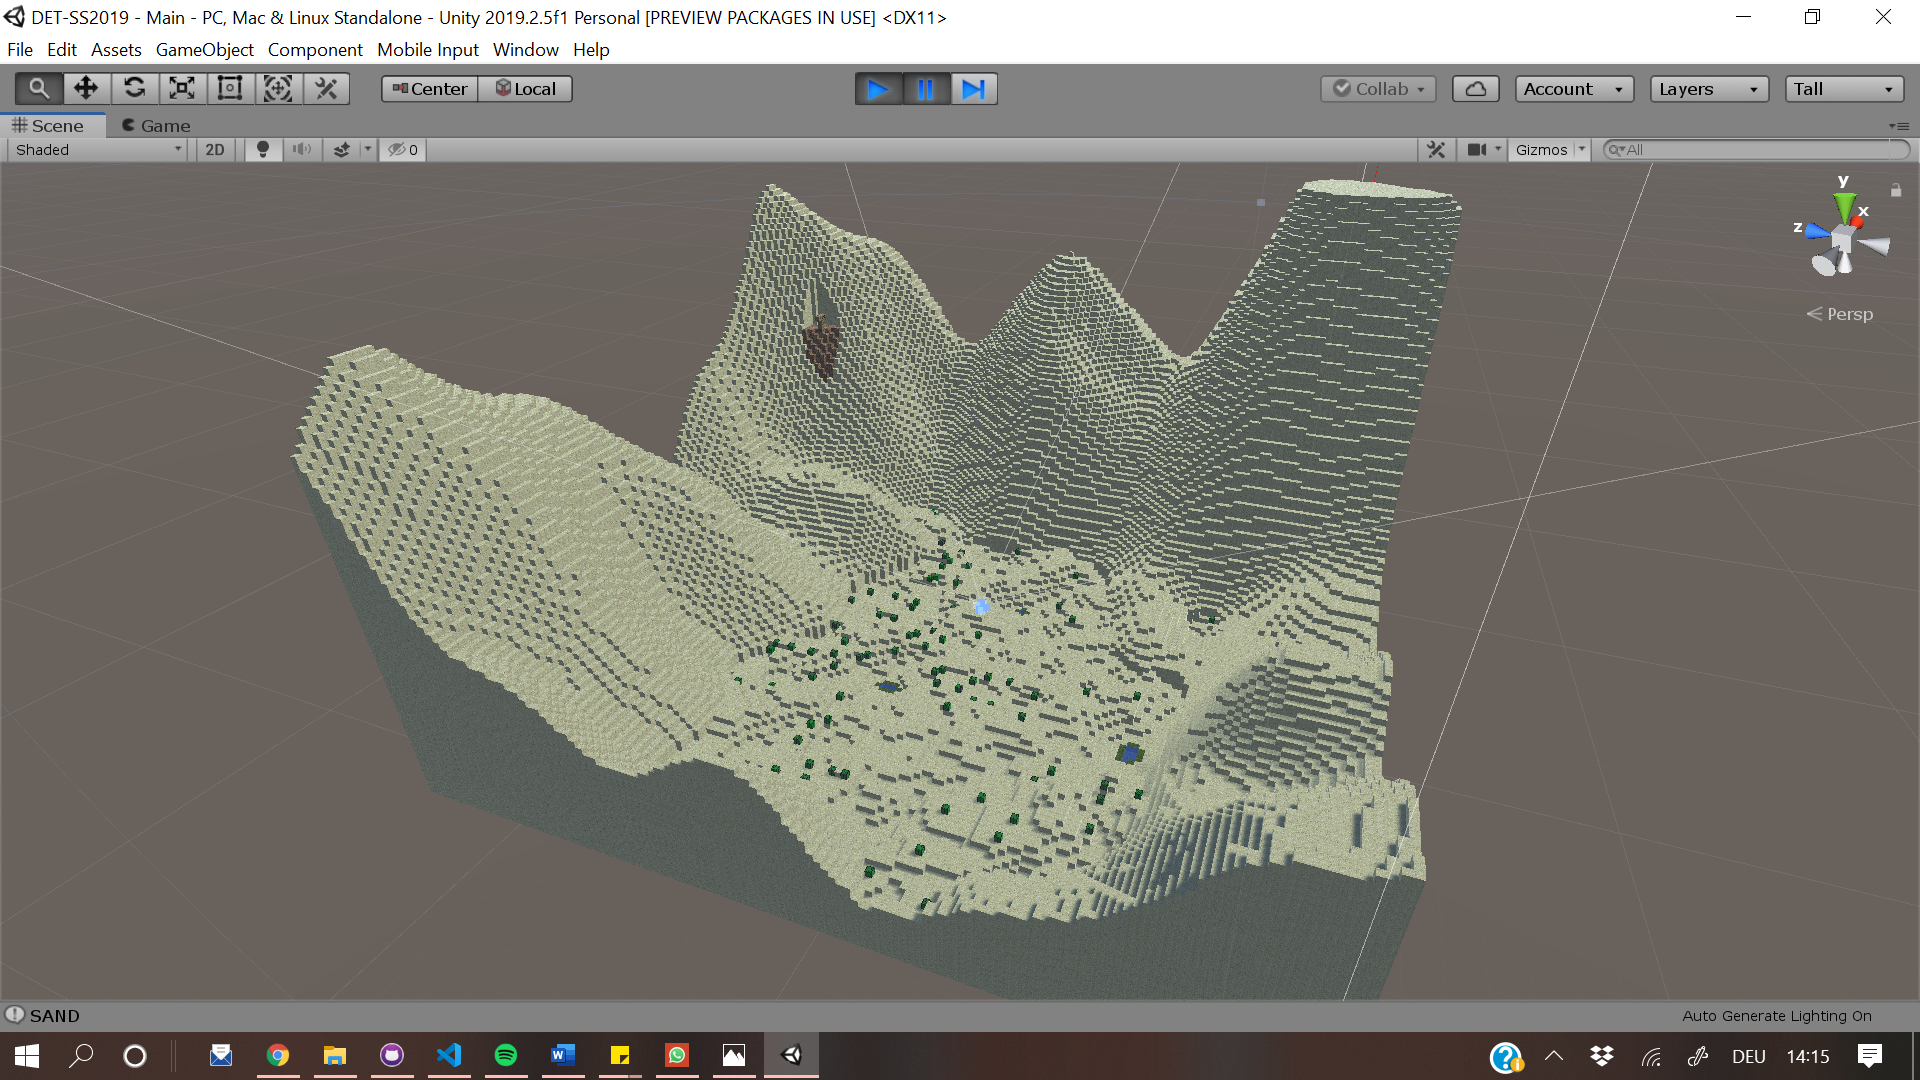 DET-SS2019 - Main - PC, Mac & Linux Standalone - Unity 2019.2.5f1 Personal [PREVIEW PACKAGES IN USE] <DX11>
File Edit Assets GameObject Component Mobile Input Window Help
Center Local Collab Account Layers Tall
Scene Game
Shaded 2D 0 Gizmos All
y
x
z
Persp
SAND Auto Generate Lighting On
DEU 14:15